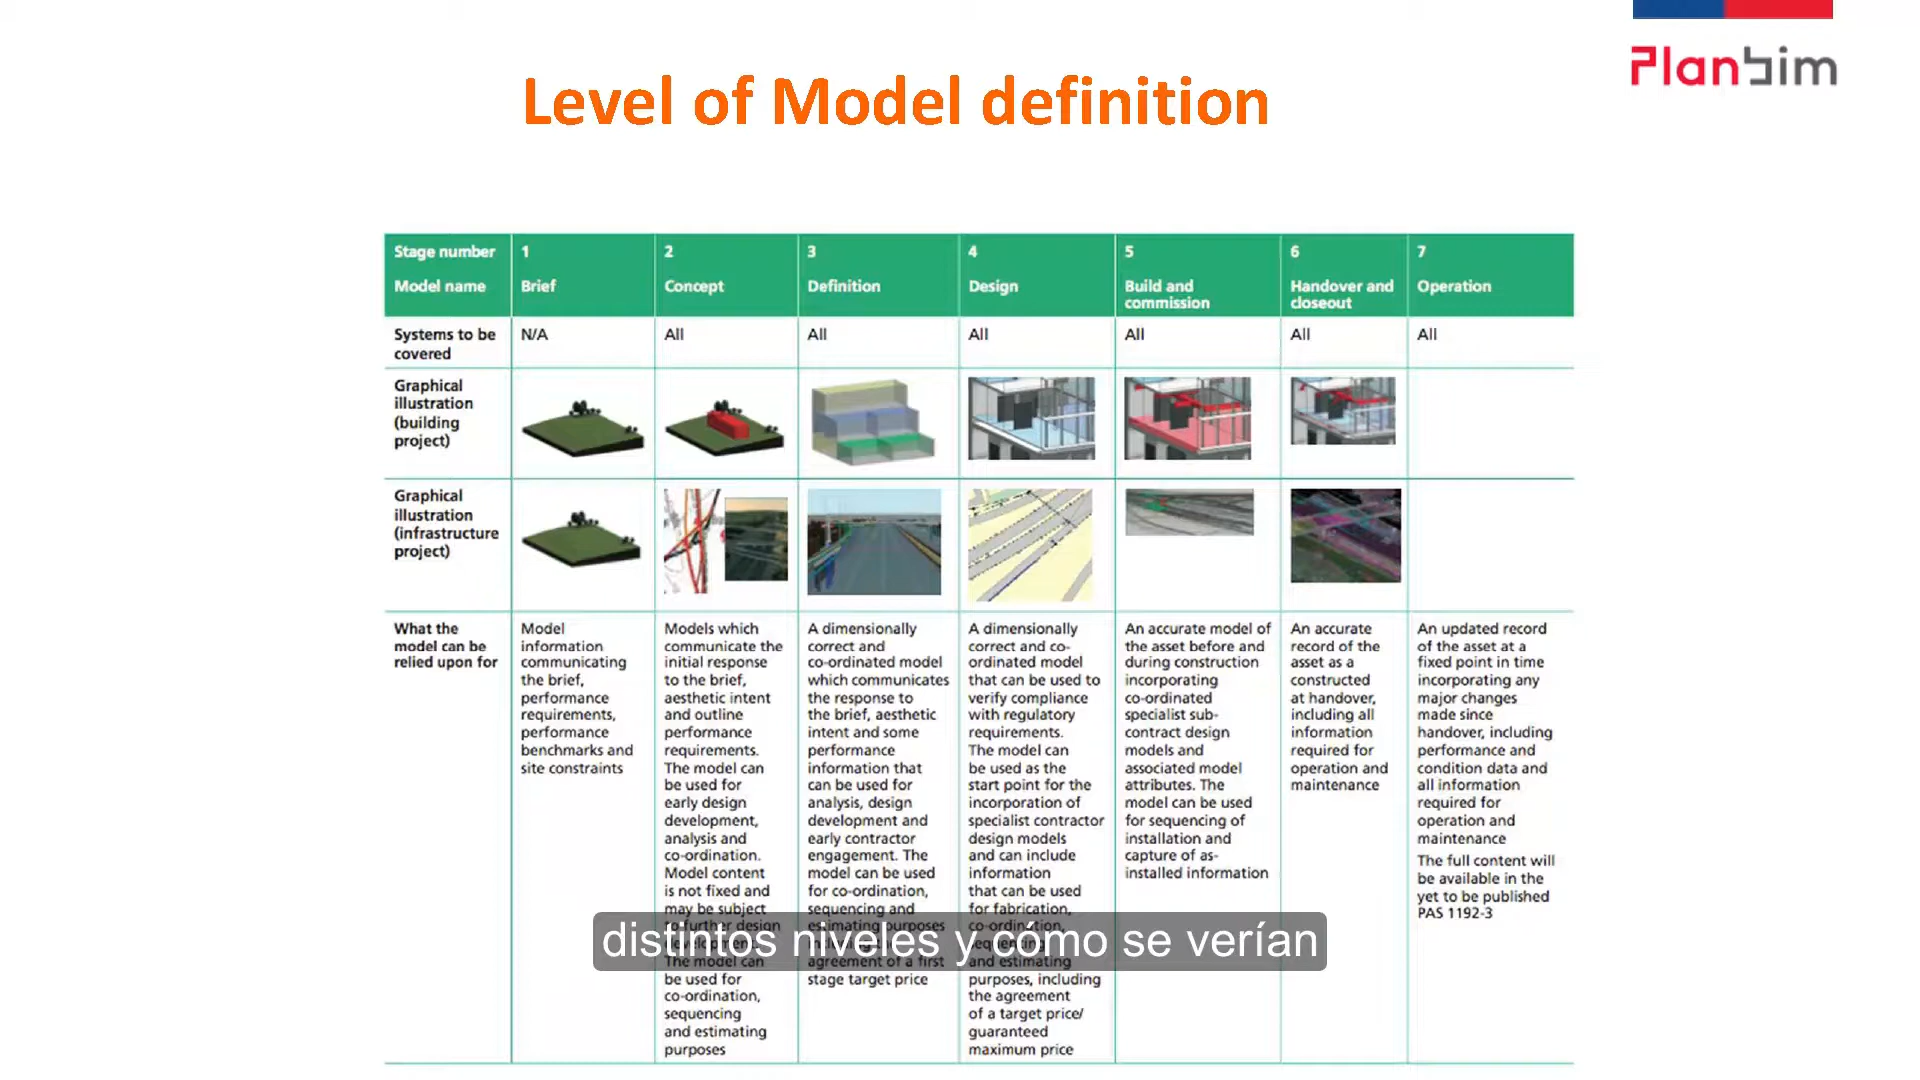 PlanbIm
Level of Model definition
Stage number 1 2 3 4 5 6 7
Model name Brief Concept Definition Design Build and commission Handover and closeout Operation
Systems to be covered N/A All All All All All All
Graphical
illustration
(building
project)
Graphical
illustration
(infrastructure
project)
What the
model can be
relied upon for
Model
information
communicating
the brief,
performance
requirements,
performance
benchmarks and
site constraints
Models which
communicate the
initial response
to the brief,
aesthetic intent
and outline
performance
requirements.
The model can
be used for
early design
development,
analysis and
co-ordination.
Model content
is not fixed and
may be subject
to further design
development.
The model can
be used for
co-ordination,
sequencing
and estimating
purposes
A dimensionally
correct and
co-ordinated model
which communicates
the response to
the brief, aesthetic
intent and some
performance
information that
can be used for
analysis, design
development and
early contractor
engagement. The
model can be used
for co-ordination,
sequencing and
estimating purposes
agreement of a first
stage target price
A dimensionally
correct and co-
ordinated model
that can be used to
verify compliance
with regulatory
requirements.
The model can
be used as the
start point for the
incorporation of
specialist contractor
design models
and can include
information
that can be used
for fabrication,
co-ordination,
sequencing
and estimating
purposes, including
the agreement
of a target price/
guaranteed
maximum price
An accurate model of
the asset before and
during construction
incorporating
co-ordinated
specialist sub-
contract design
models and
associated model
attributes. The
model can be used
for sequencing of
installation and
capture of as-
installed information
An accurate
record of the
asset as a
constructed
at handover,
including all
information
required for
operation and
maintenance
An updated record
of the asset at a
fixed point in time
incorporating any
major changes
made since
handover, including
performance and
condition data and
all information
required for
operation and
maintenance
The full content will
be available in the
yet to be published
PAS 1192-3
distintos niveles y cómo se verían